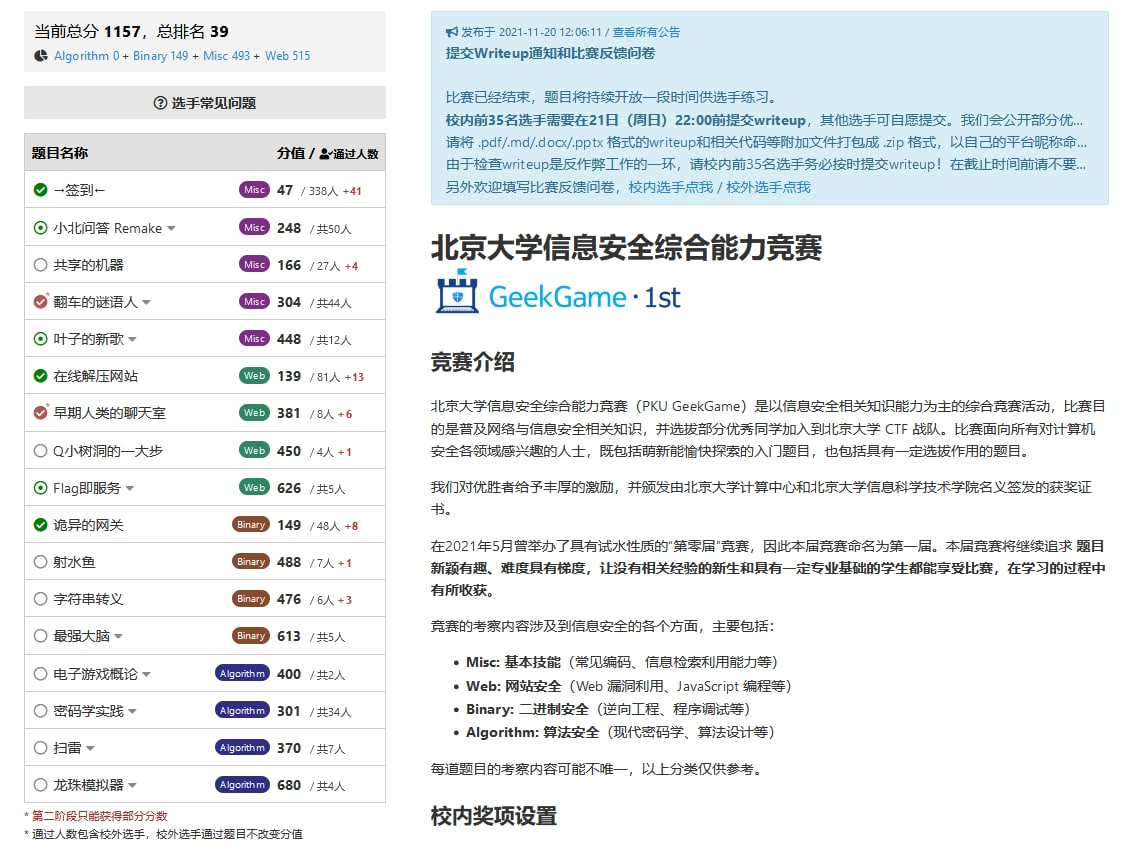 当前总分 1157，总排名 39
Algorithm 0 + Binary 149 + Misc 493 + Web 515
选手常见问题
题目名称 分值 / 通过人数
→签到← Misc 47 / 338人 +41
小北问答 Remake Misc 248 / 共50人
共享的机器 Misc 166 / 27人 +4
翻车的谜语人 Misc 304 / 共44人
叶子的新歌 Misc 448 / 共12人
在线解压网站 Web 139 / 81人 +13
早期人类的聊天室 Web 381 / 8人 +6
Q小树洞的一大步 Web 450 / 4人 +1
Flag即服务 Web 626 / 共5人
诡异的网关 Binary 149 / 48人 +8
射水鱼 Binary 488 / 7人 +1
字符串转义 Binary 476 / 6人 +3
最强大脑 Binary 613 / 共5人
电子游戏概论 Algorithm 400 / 共2人
密码学实践 Algorithm 301 / 共34人
扫雷 Algorithm 370 / 共7人
龙珠模拟器 Algorithm 680 / 共4人
* 第二阶段只能获得部分分数
* 通过人数包含校外选手，校外选手通过题目不改变分值
发布于 2021-11-20 12:06:11 / 查看所有公告
提交Writeup通知和比赛反馈问卷
比赛已经结束，题目将持续开放一段时间供选手练习。
校内前35名选手需要在21日（周日）22:00前提交writeup，其他选手可自愿提交。我们会公开部分优...
请将 .pdf/.md/.docx/.pptx 格式的writeup和相关代码等附加文件打包成 .zip 格式，以自己的平台昵称命...
由于检查writeup是反作弊工作的一环，请校内前35名选手务必按时提交writeup！在截止时间前请不要...
另外欢迎填写比赛反馈问卷，校内选手点我 / 校外选手点我
北京大学信息安全综合能力竞赛
GeekGame · 1st
竞赛介绍
北京大学信息安全综合能力竞赛（PKU GeekGame）是以信息安全相关知识能力为主的综合竞赛活动，比赛目
的是普及网络与信息安全相关知识，并选拔部分优秀同学加入到北京大学 CTF 战队。比赛面向所有对计算机
安全各领域感兴趣的人士，既包括萌新能愉快探索的入门题目，也包括具有一定选拔作用的题目。
我们对优胜者给予丰厚的激励，并颁发由北京大学计算中心和北京大学信息科学技术学院名义签发的获奖证
书。
在2021年5月曾举办了具有试水性质的“第零届”竞赛，因此本届竞赛命名为第一届。本届竞赛将继续追求 题目
新颖有趣、难度具有梯度，让没有相关经验的新生和具有一定专业基础的学生都能享受比赛，在学习的过程中
有所收获。
竞赛的考察内容涉及到信息安全的各个方面，主要包括：
• Misc: 基本技能（常见编码、信息检索利用能力等）
• Web: 网站安全（Web 漏洞利用、JavaScript 编程等）
• Binary: 二进制安全（逆向工程、程序调试等）
• Algorithm: 算法安全（现代密码学、算法设计等）
每道题目的考察内容可能不唯一，以上分类仅供参考。
校内奖项设置